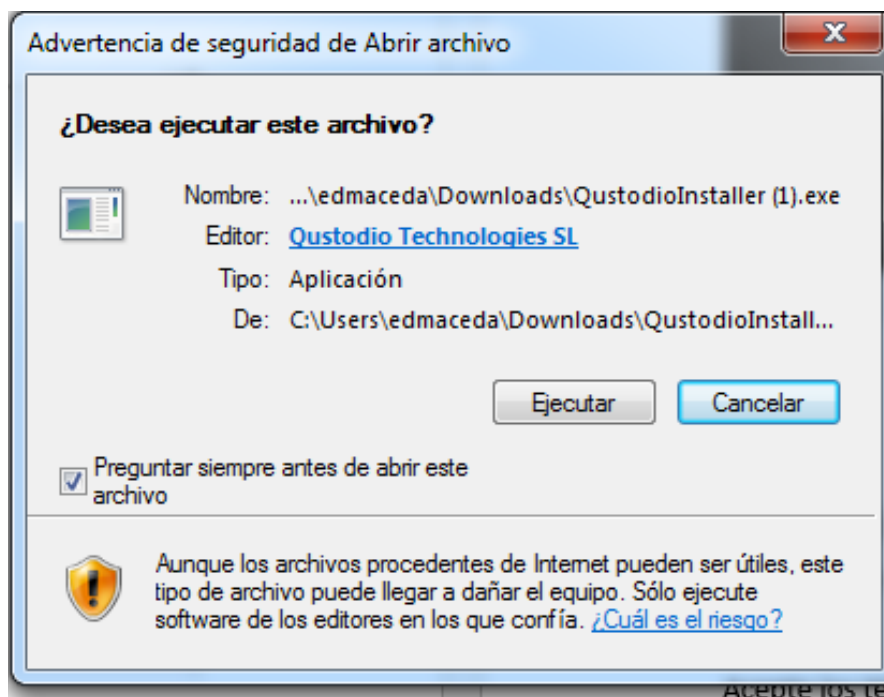 Advertencia de seguridad de Abrir archivo
¿Desea ejecutar este archivo?
Nombre: ...\edmaceda\Downloads\QustodioInstaller (1).exe
Editor: Qustodio Technologies SL
Tipo: Aplicación
De: C:\Users\edmaceda\Downloads\QustodioInstall...
Ejecutar Cancelar
Preguntar siempre antes de abrir este
archivo
Aunque los archivos procedentes de Internet pueden ser útiles, este
tipo de archivo puede llegar a dañar el equipo. Sólo ejecute
software de los editores en los que confía. ¿Cuál es el riesgo?
Acepte los